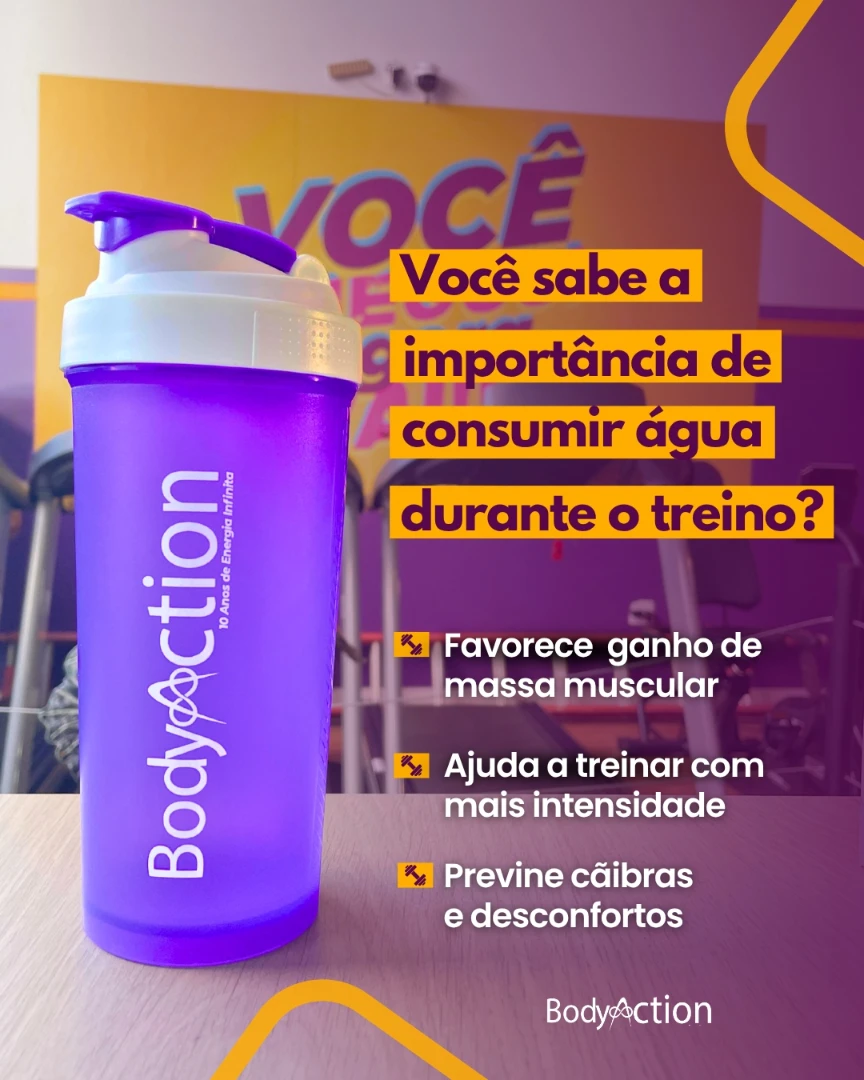 VOCÊ
Você sabe a
importância de
consumir água
durante o treino?
BodyAction
10 Anos de Energia Infinita
Favorece ganho de
massa muscular
Ajuda a treinar com
mais intensidade
Previne cãibras
e desconfortos
BodyAction